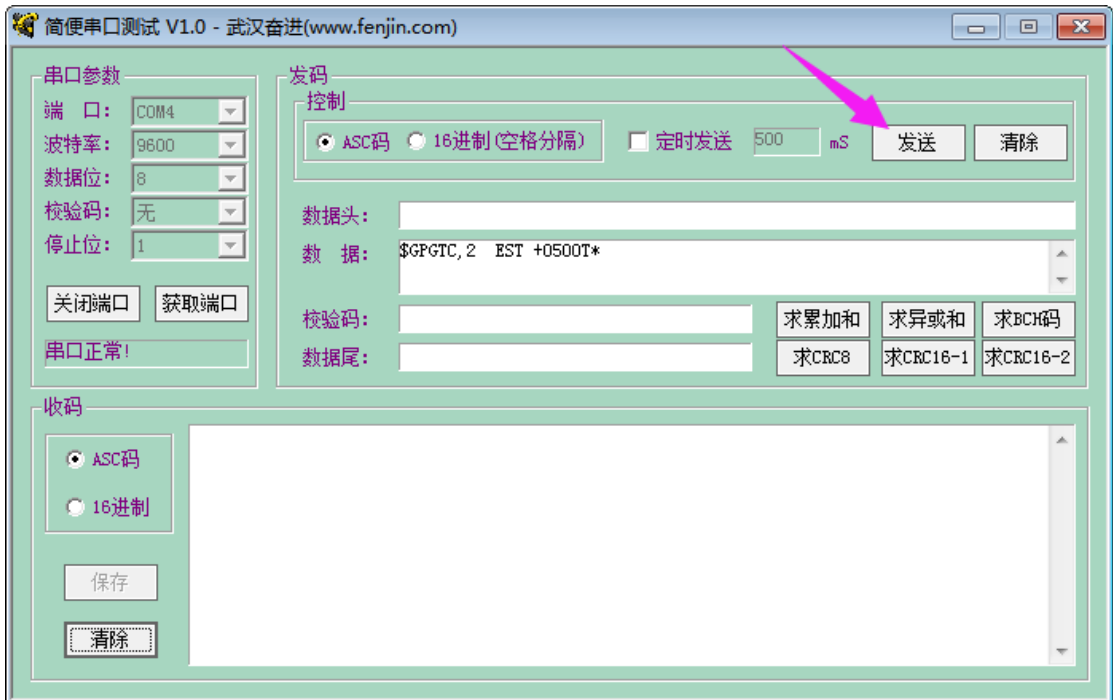 简便串口测试 V1.0 - 武汉奋进(www.fenjin.com)
串口参数
端 口: COM4
波特率: 9600
数据位: 8
校验码: 无
停止位: 1
关闭端口 获取端口
串口正常!
发码
控制
ASC码 16进制(空格分隔) 定时发送 500 mS 发送 清除
数据头:
数 据: $GPGTC,2  EST +0500T*
校验码: 求累加和 求异或和 求BCH码
数据尾: 求CRC8 求CRC16-1 求CRC16-2
收码
ASC码
16进制
保存
清除